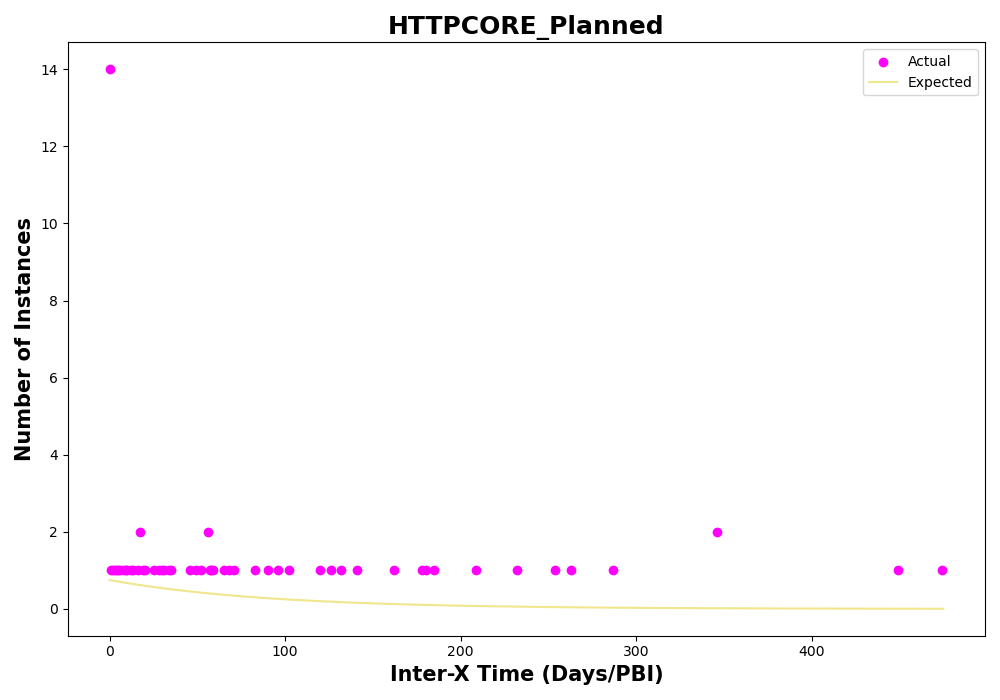 HTTPCORE_Planned
Actual
Expected
Number of Instances
14
12
10
8
6
4
2
0
0 100 200 300 400
Inter-X Time (Days/PBI)